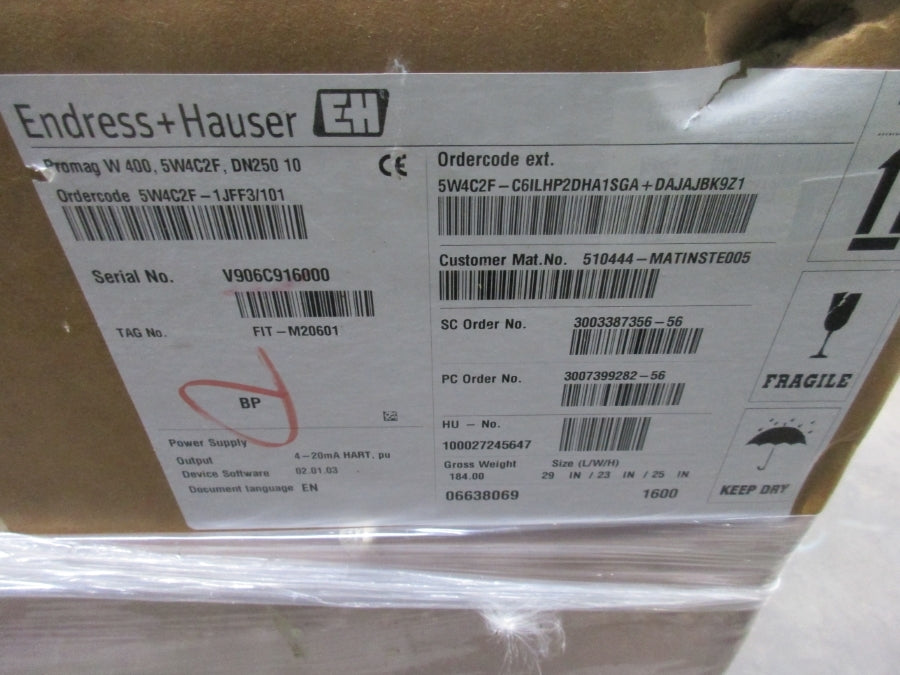 Endress+Hauser EH
Promag W 400, 5W4C2F, DN250 10
CE
Ordercode 5W4C2F-1JFF3/101
Serial No. V906C916000
TAG No. FIT-M20601
2
BP
Power Supply
Output 4-20mA HART, pu
Device Software 02.01.03
Document language EN
Ordercode ext.
5W4C2F-C6ILHP2DHA1SGA+DAJAJBK9Z1
Customer Mat.No. 510444-MATINSTE005
SC Order No. 3003387356-56
PC Order No. 3007399282-56
HU - No.
100027245647
Gross Weight Size (L/W/H)
184.00 29 IN / 23 IN / 25 IN
06638069 1600
FRAGILE
KEEP DRY